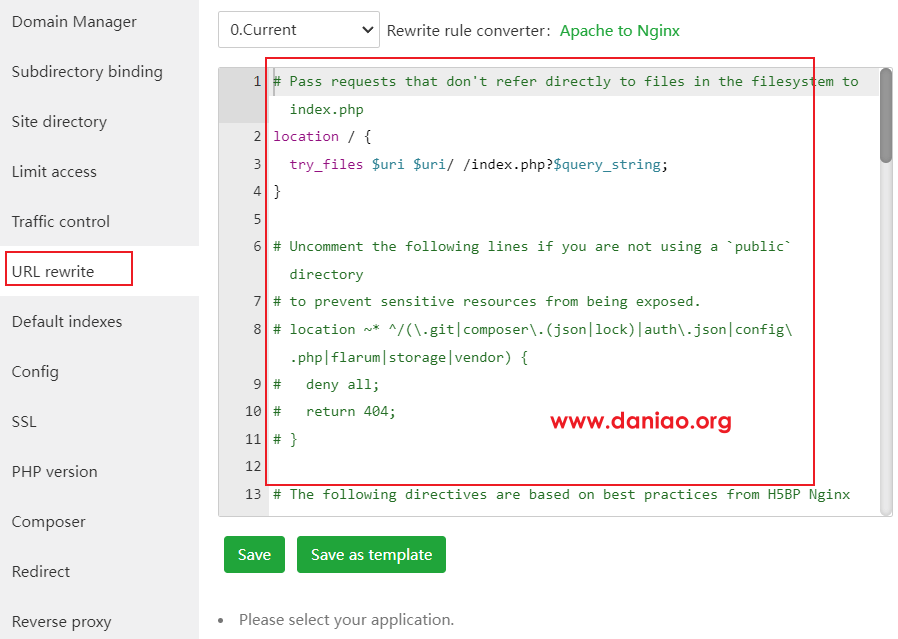 Domain Manager
Subdirectory binding
Site directory
Limit access
Traffic control
URL rewrite
Default indexes
Config
SSL
PHP version
Composer
Redirect
Reverse proxy
0.Current
Rewrite rule converter: Apache to Nginx
1 # Pass requests that don't refer directly to files in the filesystem to
index.php
2 location / {
3 try_files $uri $uri/ /index.php?$query_string;
4 }
5
6 # Uncomment the following lines if you are not using a `public`
directory
7 # to prevent sensitive resources from being exposed.
8 # location ~* ^/(\.git|composer\.(json|lock)|auth\.json|config\
.php|flarum|storage|vendor) {
9 #   deny all;
10 #   return 404;
11 # }
12
13 # The following directives are based on best practices from H5BP Nginx
www.daniao.org
Save
Save as template
• Please select your application.